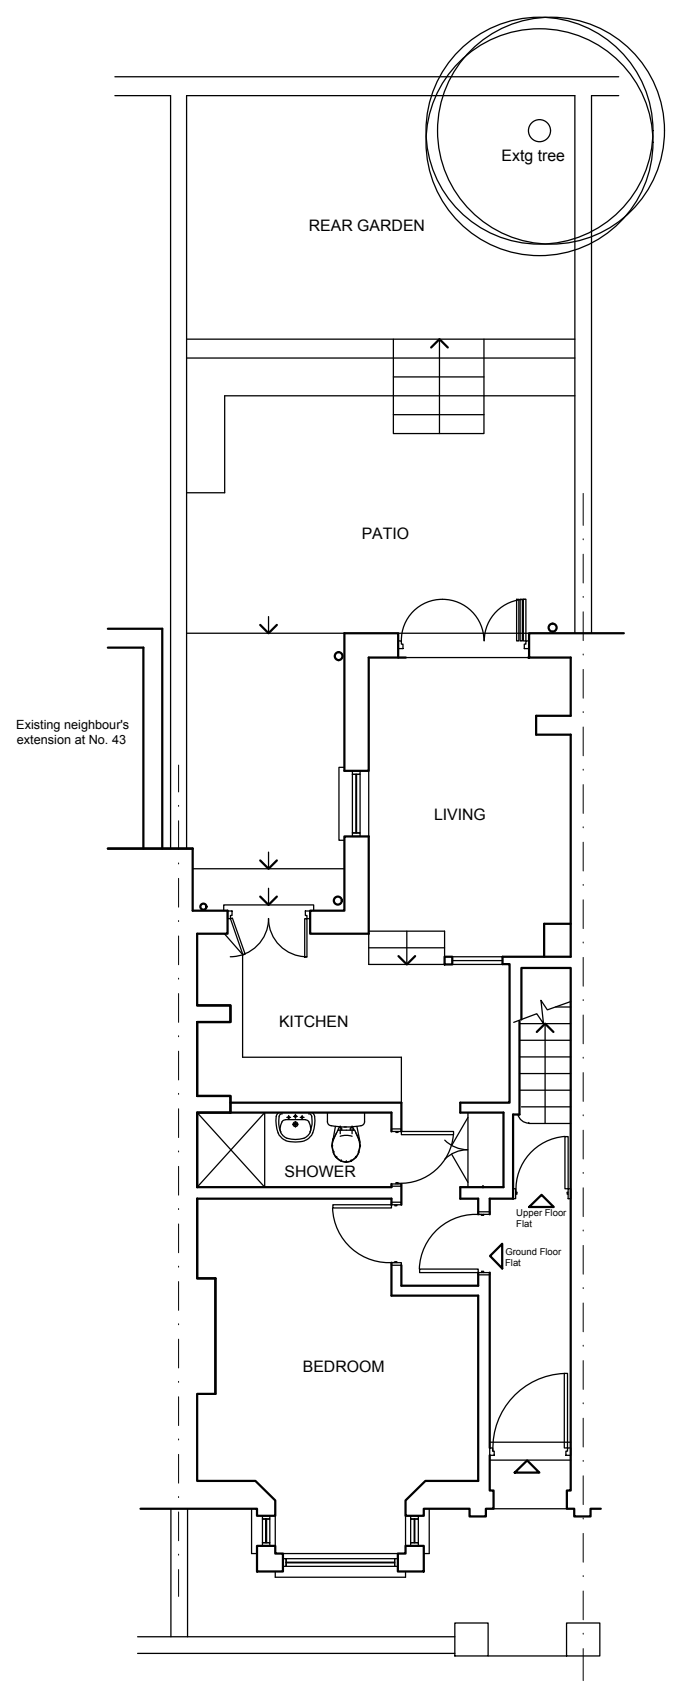 Extg tree
REAR GARDEN
PATIO
Existing neighbour's
extension at No. 43
LIVING
KITCHEN
SHOWER
Upper Floor
Flat
Ground Floor
Flat
BEDROOM